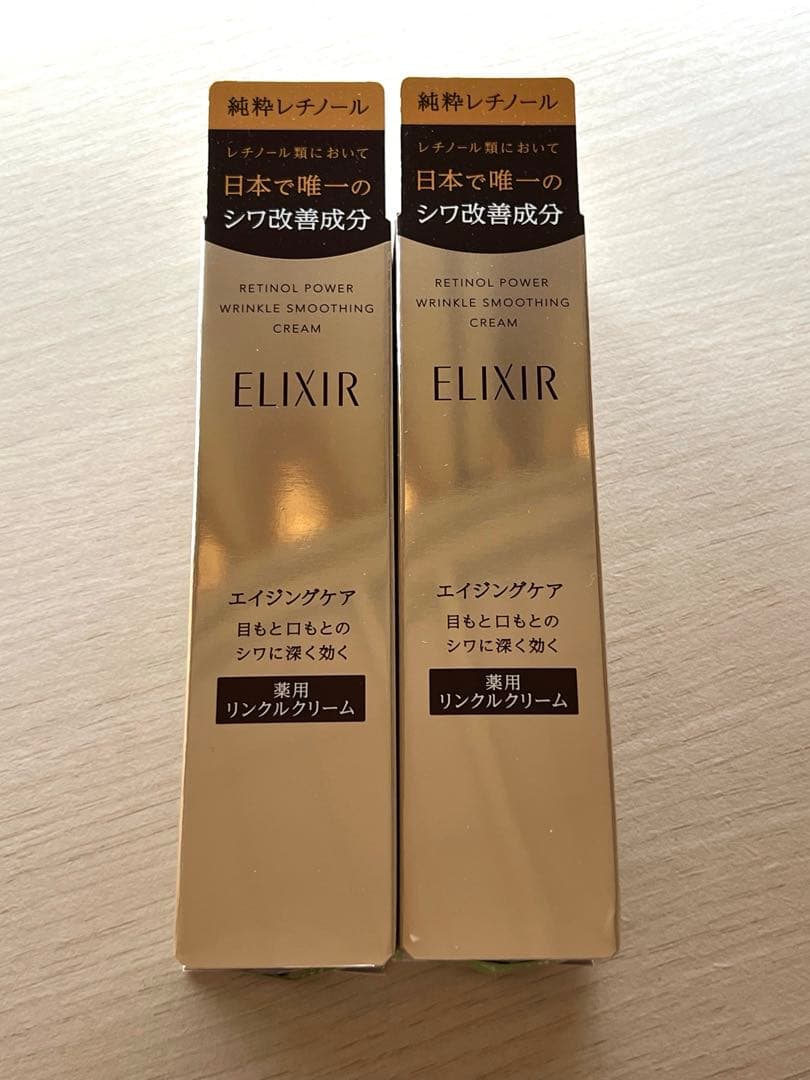 純粋レチノール
レチノール類において
日本で唯一の
シワ改善成分
RETINOL POWER
WRINKLE SMOOTHING
CREAM
ELIXIR
エイジングケア
目もと口もとの
シワに深く効く
薬用
リンクルクリーム
純粋レチノール
レチノール類において
日本で唯一の
シワ改善成分
RETINOL POWER
WRINKLE SMOOTHING
CREAM
ELIXIR
エイジングケア
目もと口もとの
シワに深く効く
薬用
リンクルクリーム